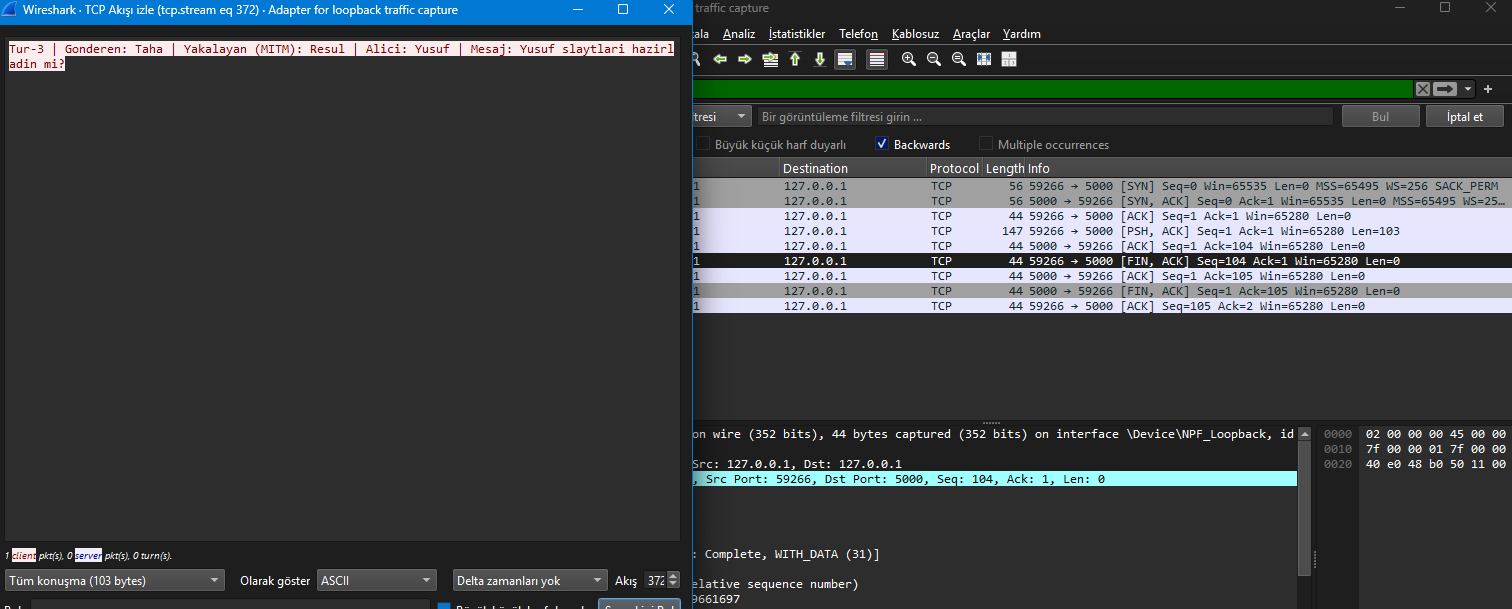 Wireshark · TCP Akışı izle (tcp.stream eq 372) · Adapter for loopback traffic capture
Tur-3 | Gonderen: Taha | Yakalayan (MITM): Resul | Alici: Yusuf | Mesaj: Yusuf slaytlari hazirl
adin mi?
1 client pkt(s), 0 server pkt(s), 0 turn(s).
Tüm konuşma (103 bytes) Olarak göster ASCII Delta zamanları yok Akış 372
traffic capture
Analiz İstatistikler Telefon Kablosuz Araçlar Yardım
Bir görüntüleme filtresi girin ... Bul İptal et
Büyük küçük harf duyarlı Backwards Multiple occurrences
Destination Protocol Length Info
1 127.0.0.1 TCP 56 59266 → 5000 [SYN] Seq=0 Win=65535 Len=0 MSS=65495 WS=256 SACK_PERM
1 127.0.0.1 TCP 56 5000 → 59266 [SYN, ACK] Seq=0 Ack=1 Win=65535 Len=0 MSS=65495 WS=25…
1 127.0.0.1 TCP 44 59266 → 5000 [ACK] Seq=1 Ack=1 Win=65280 Len=0
1 127.0.0.1 TCP 147 59266 → 5000 [PSH, ACK] Seq=1 Ack=1 Win=65280 Len=103
1 127.0.0.1 TCP 44 5000 → 59266 [ACK] Seq=1 Ack=104 Win=65280 Len=0
1 127.0.0.1 TCP 44 59266 → 5000 [FIN, ACK] Seq=104 Ack=1 Win=65280 Len=0
1 127.0.0.1 TCP 44 5000 → 59266 [ACK] Seq=1 Ack=105 Win=65280 Len=0
1 127.0.0.1 TCP 44 5000 → 59266 [FIN, ACK] Seq=1 Ack=105 Win=65280 Len=0
1 127.0.0.1 TCP 44 59266 → 5000 [ACK] Seq=105 Ack=2 Win=65280 Len=0
on wire (352 bits), 44 bytes captured (352 bits) on interface \Device\NPF_Loopback, id
Src: 127.0.0.1, Dst: 127.0.0.1
, Src Port: 59266, Dst Port: 5000, Seq: 104, Ack: 1, Len: 0
: Complete, WITH_DATA (31)]
elative sequence number)
9661697
0000 02 00 00 00 45 00 00
0010 7f 00 00 01 7f 00 00
0020 40 e0 48 b0 50 11 00